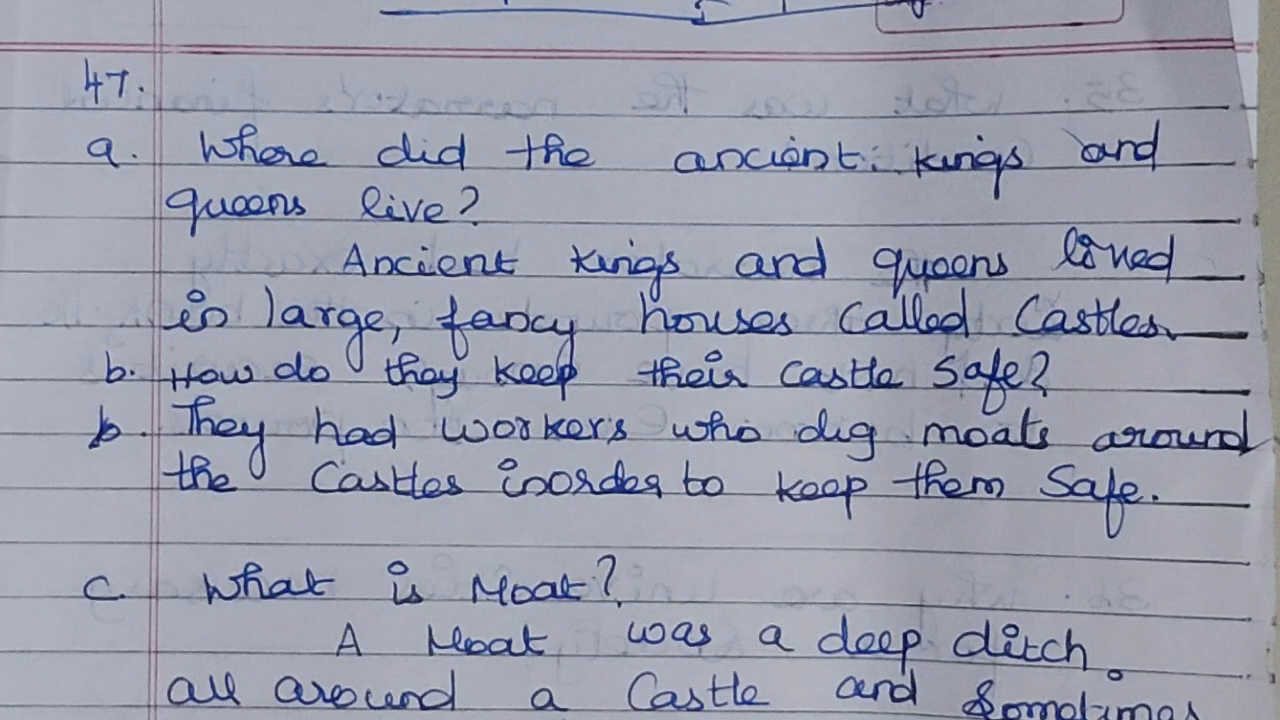 47.
a. Where did the ancient kings and
queens live?
Ancient kings and queens lived
in large, fancy houses called Castles.
b. How do they keep their castle safe?
b. They had workers who dig moats around
the Castles inorder to keep them Safe.
c. What is Moat?
A Moat was a deep ditch
all around a Castle and Sometimes